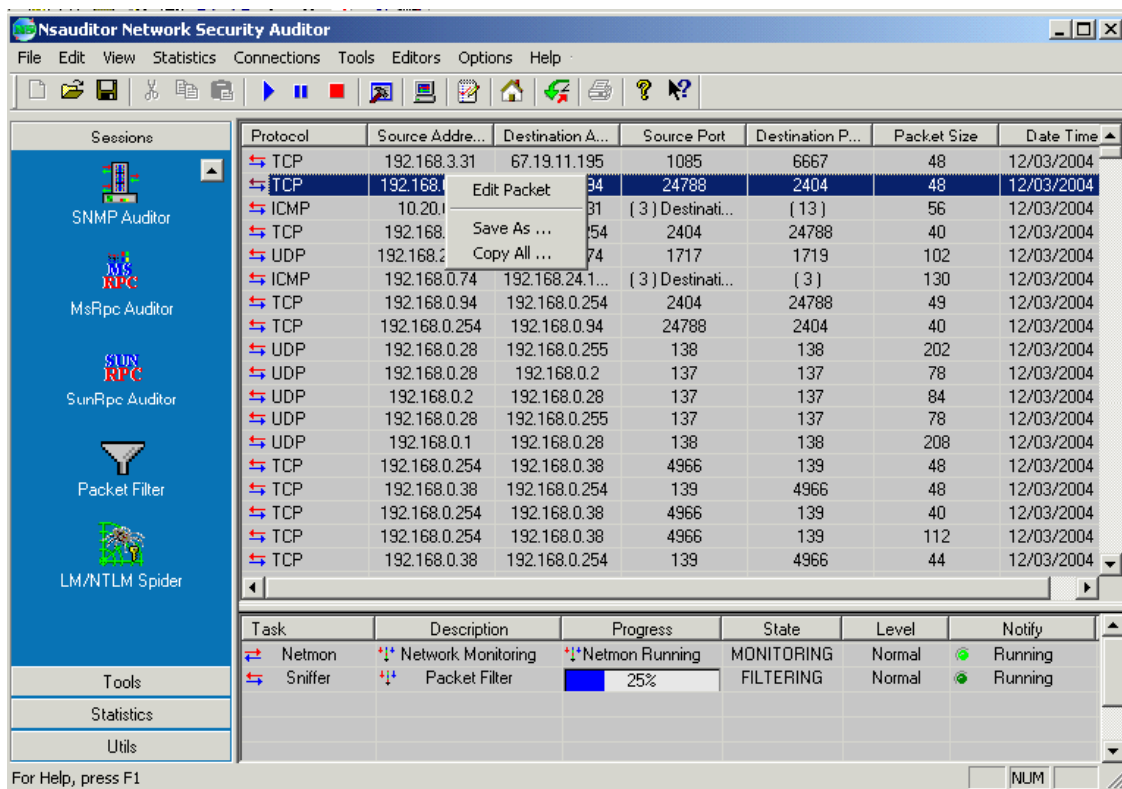 Nsauditor Network Security Auditor
File Edit View Statistics Connections Tools Editors Options Help
Sessions
SNMP Auditor
MS RPC
MsRpc Auditor
SUN RPC
SunRpc Auditor
Packet Filter
LM/NTLM Spider
Tools
Statistics
Utils
Protocol Source Addre... Destination A... Source Port Destination P... Packet Size Date Time
TCP 192.168.3.31 67.19.11.195 1085 6667 48 12/03/2004
TCP 192.168. 94 24788 2404 48 12/03/2004
ICMP 10.20. 31 ( 3 ) Destinati... ( 13 ) 56 12/03/2004
TCP 192.168. 254 2404 24788 40 12/03/2004
UDP 192.168.2 74 1717 1719 102 12/03/2004
ICMP 192.168.0.74 192.168.24.1... ( 3 ) Destinati... ( 3 ) 130 12/03/2004
TCP 192.168.0.94 192.168.0.254 2404 24788 49 12/03/2004
TCP 192.168.0.254 192.168.0.94 24788 2404 40 12/03/2004
UDP 192.168.0.28 192.168.0.255 138 138 202 12/03/2004
UDP 192.168.0.28 192.168.0.2 137 137 78 12/03/2004
UDP 192.168.0.2 192.168.0.28 137 137 84 12/03/2004
UDP 192.168.0.28 192.168.0.255 137 137 78 12/03/2004
UDP 192.168.0.1 192.168.0.28 138 138 208 12/03/2004
TCP 192.168.0.254 192.168.0.38 4966 139 48 12/03/2004
TCP 192.168.0.38 192.168.0.254 139 4966 48 12/03/2004
TCP 192.168.0.254 192.168.0.38 4966 139 40 12/03/2004
TCP 192.168.0.254 192.168.0.38 4966 139 112 12/03/2004
TCP 192.168.0.38 192.168.0.254 139 4966 44 12/03/2004
Edit Packet
Save As ...
Copy All ...
Task Description Progress State Level Notify
Netmon Network Monitoring Netmon Running MONITORING Normal Running
Sniffer Packet Filter 25% FILTERING Normal Running
For Help, press F1
NUM